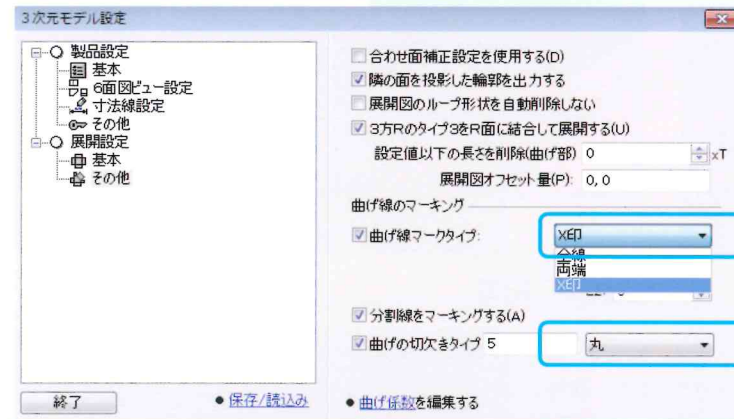 3次元モデル設定
製品設定
基本
6面図ビュー設定
寸法線設定
その他
展開設定
基本
その他
終了
●保存/読込み
合わせ面補正設定を使用する(D)
隣の面を投影した輪郭を出力する
展開図のループ形状を自動削除しない
3方Rのタイプ3をR面に結合して展開する(U)
設定値以下の長さを削除(曲げ部) 0 xT
展開図オフセット量(P): 0,0
曲げ線のマーキング
曲げ線マークタイプ: X印
全線
両端
X印
分割線をマーキングする(A)
曲げの切欠きタイプ 5 丸
●曲げ係数を編集する